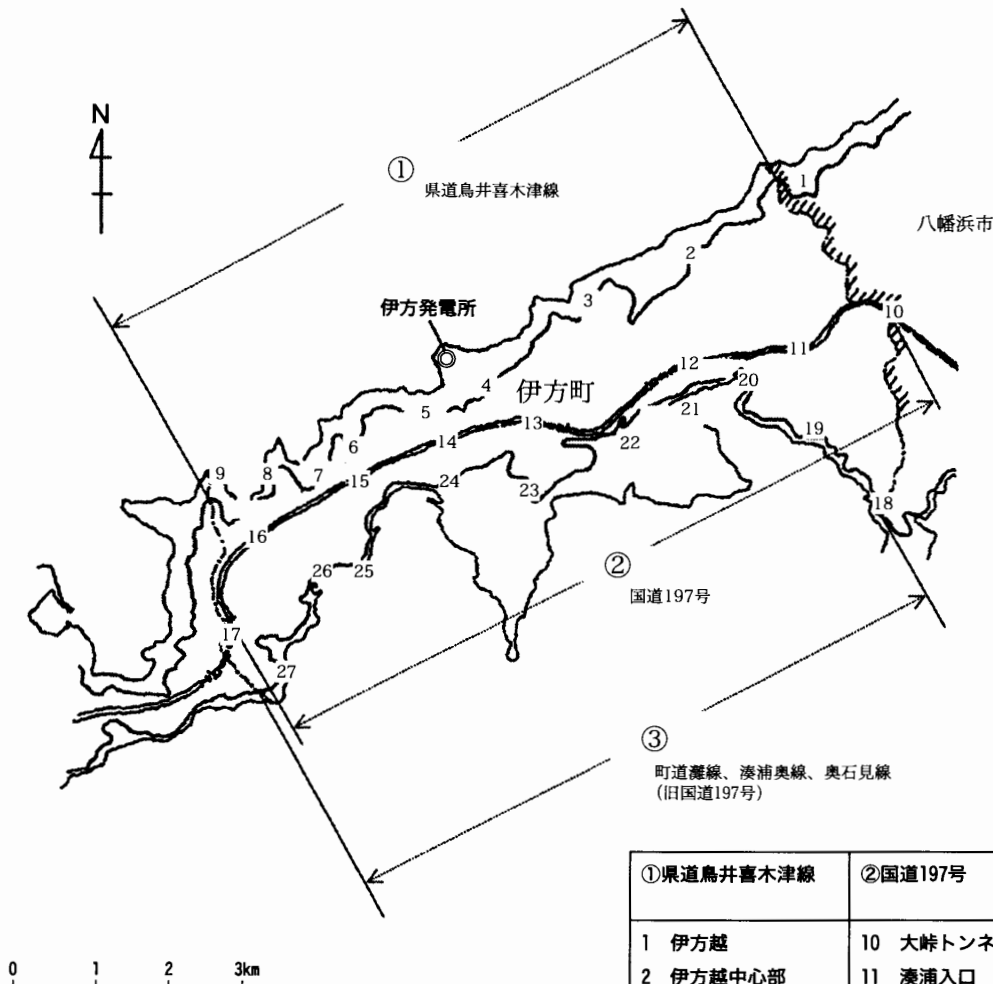 N
①
県道鳥井喜木津線
1
八幡浜市
2
3
伊方発電所
10
11
12
4
伊方町
20
5
21
13
14
22
19
6
9
8
7
15
24
23
18
16
②
国道197号
26
25
17
27
③
町道灘線、湊浦奥線、奥石見線
(旧国道197号)
①県道鳥井喜木津線
②国道197号
1 伊方越
10 大峠トンネ
2 伊方越中心部
11 湊浦入口
0 1 2 3km